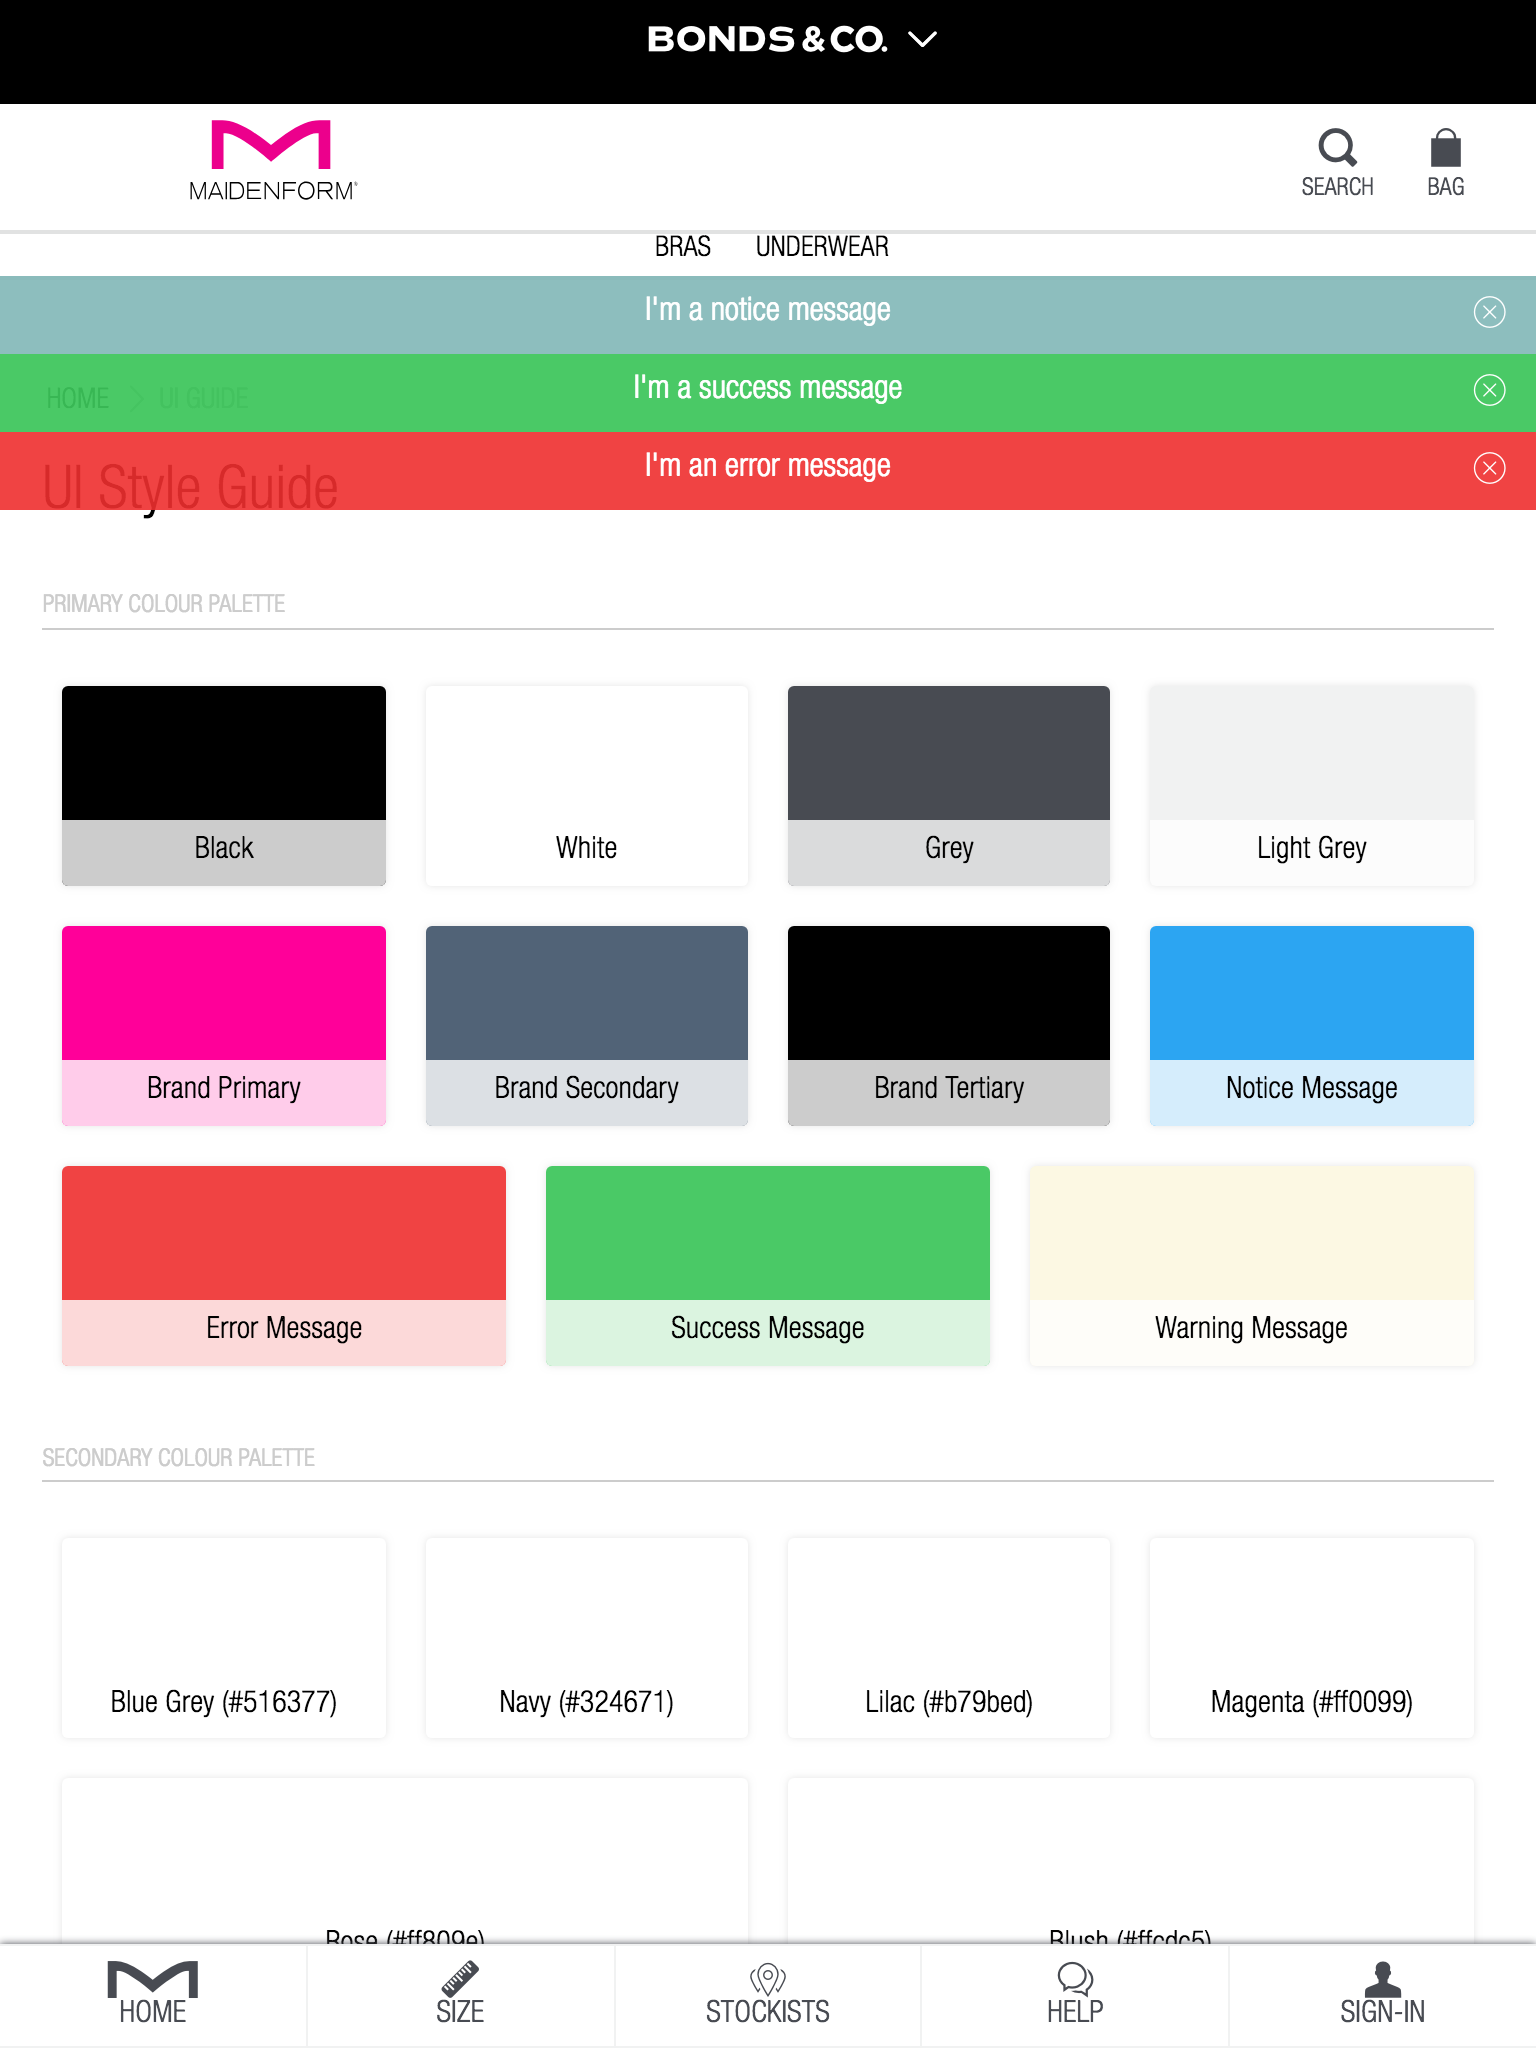 BONDS & CO.
MAIDENFORM®
SEARCH
BAG
BRAS UNDERWEAR
I'm a notice message
I'm a success message
HOME UI GUIDE
I'm an error message
UI Style Guide
PRIMARY COLOUR PALETTE
Black White Grey Light Grey
Brand Primary Brand Secondary Brand Tertiary Notice Message
Error Message Success Message Warning Message
SECONDARY COLOUR PALETTE
Blue Grey (#516377) Navy (#324671) Lilac (#b79bed) Magenta (#ff0099)
Rose (#ff809e) Blush (#ffcdc5)
HOME SIZE STOCKISTS HELP SIGN-IN